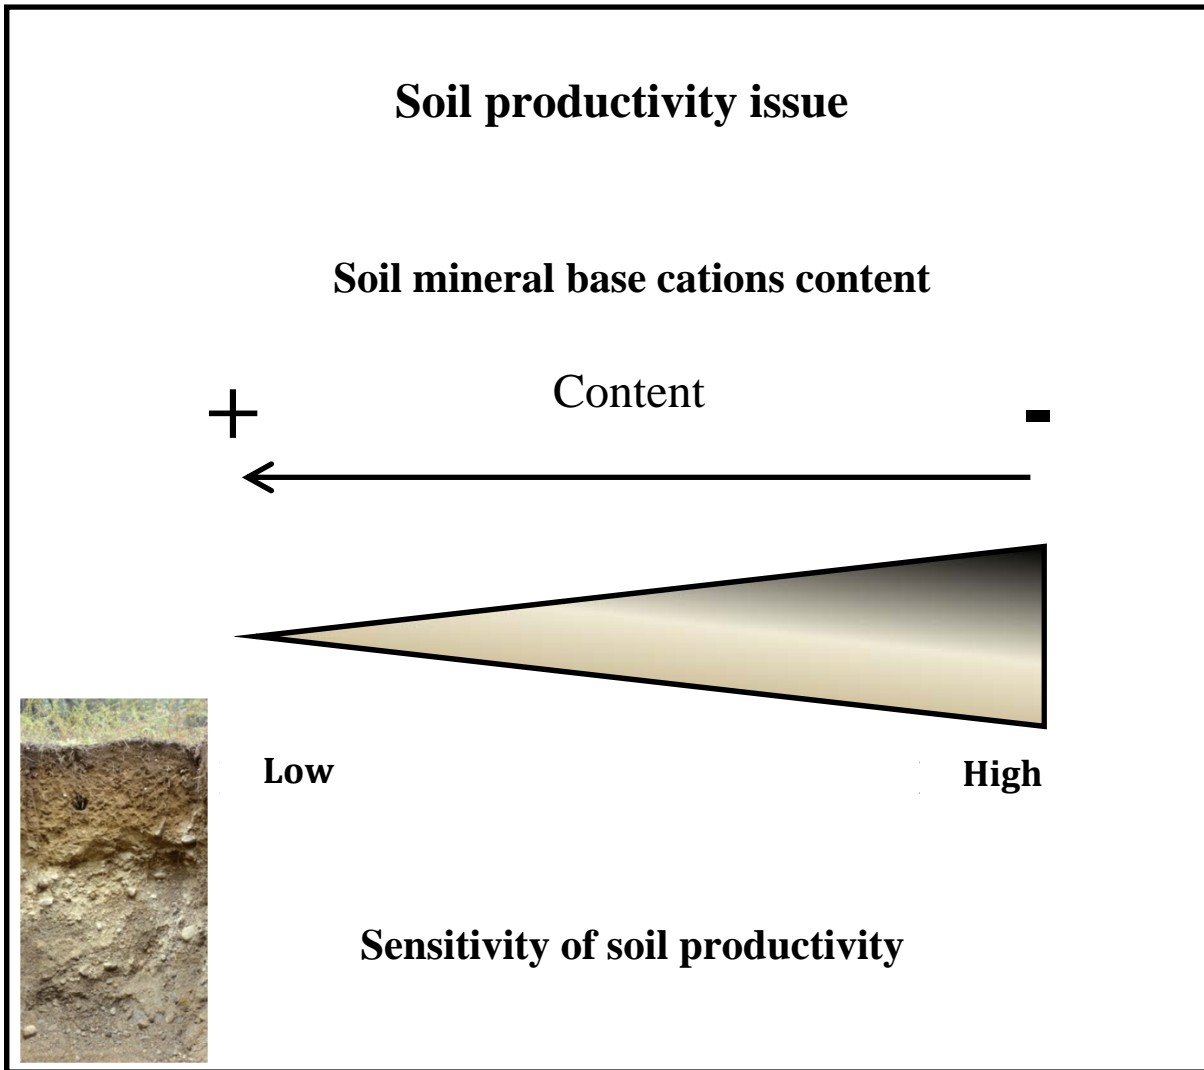 Soil productivity issue
Soil mineral base cations content
Content
+ -
Low High
Sensitivity of soil productivity